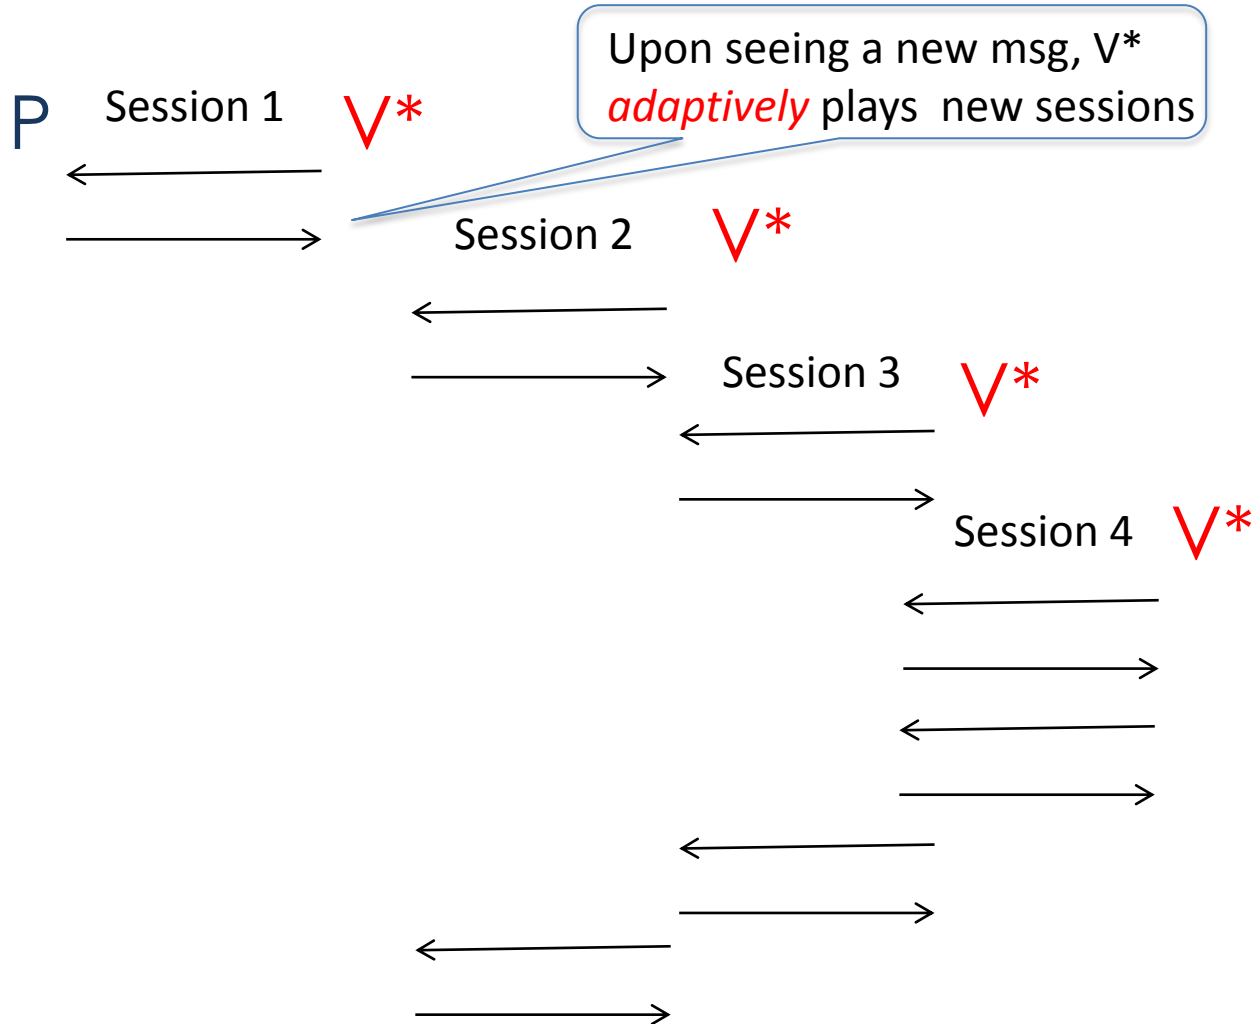 Upon seeing a new msg, V*
adaptively plays new sessions
P Session 1 V*
Session 2 V*
Session 3 V*
Session 4 V*